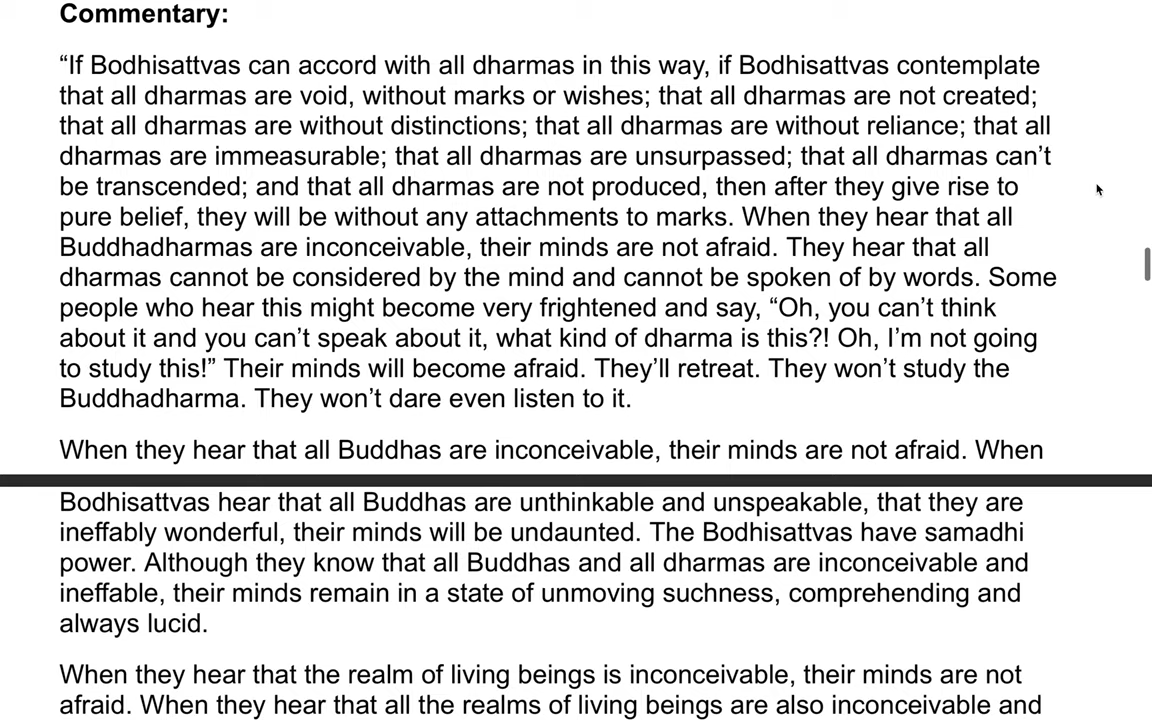 Commentary:
“If Bodhisattvas can accord with all dharmas in this way, if Bodhisattvas contemplate
that all dharmas are void, without marks or wishes; that all dharmas are not created;
that all dharmas are without distinctions; that all dharmas are without reliance; that all
dharmas are immeasurable; that all dharmas are unsurpassed; that all dharmas can’t
be transcended; and that all dharmas are not produced, then after they give rise to
pure belief, they will be without any attachments to marks. When they hear that all
Buddhadharmas are inconceivable, their minds are not afraid. They hear that all
dharmas cannot be considered by the mind and cannot be spoken of by words. Some
people who hear this might become very frightened and say, “Oh, you can’t think
about it and you can’t speak about it, what kind of dharma is this?! Oh, I’m not going
to study this!” Their minds will become afraid. They’ll retreat. They won’t study the
Buddhadharma. They won’t dare even listen to it.
When they hear that all Buddhas are inconceivable, their minds are not afraid. When
Bodhisattvas hear that all Buddhas are unthinkable and unspeakable, that they are
ineffably wonderful, their minds will be undaunted. The Bodhisattvas have samadhi
power. Although they know that all Buddhas and all dharmas are inconceivable and
ineffable, their minds remain in a state of unmoving suchness, comprehending and
always lucid.
When they hear that the realm of living beings is inconceivable, their minds are not
afraid. When they hear that all the realms of living beings are also inconceivable and